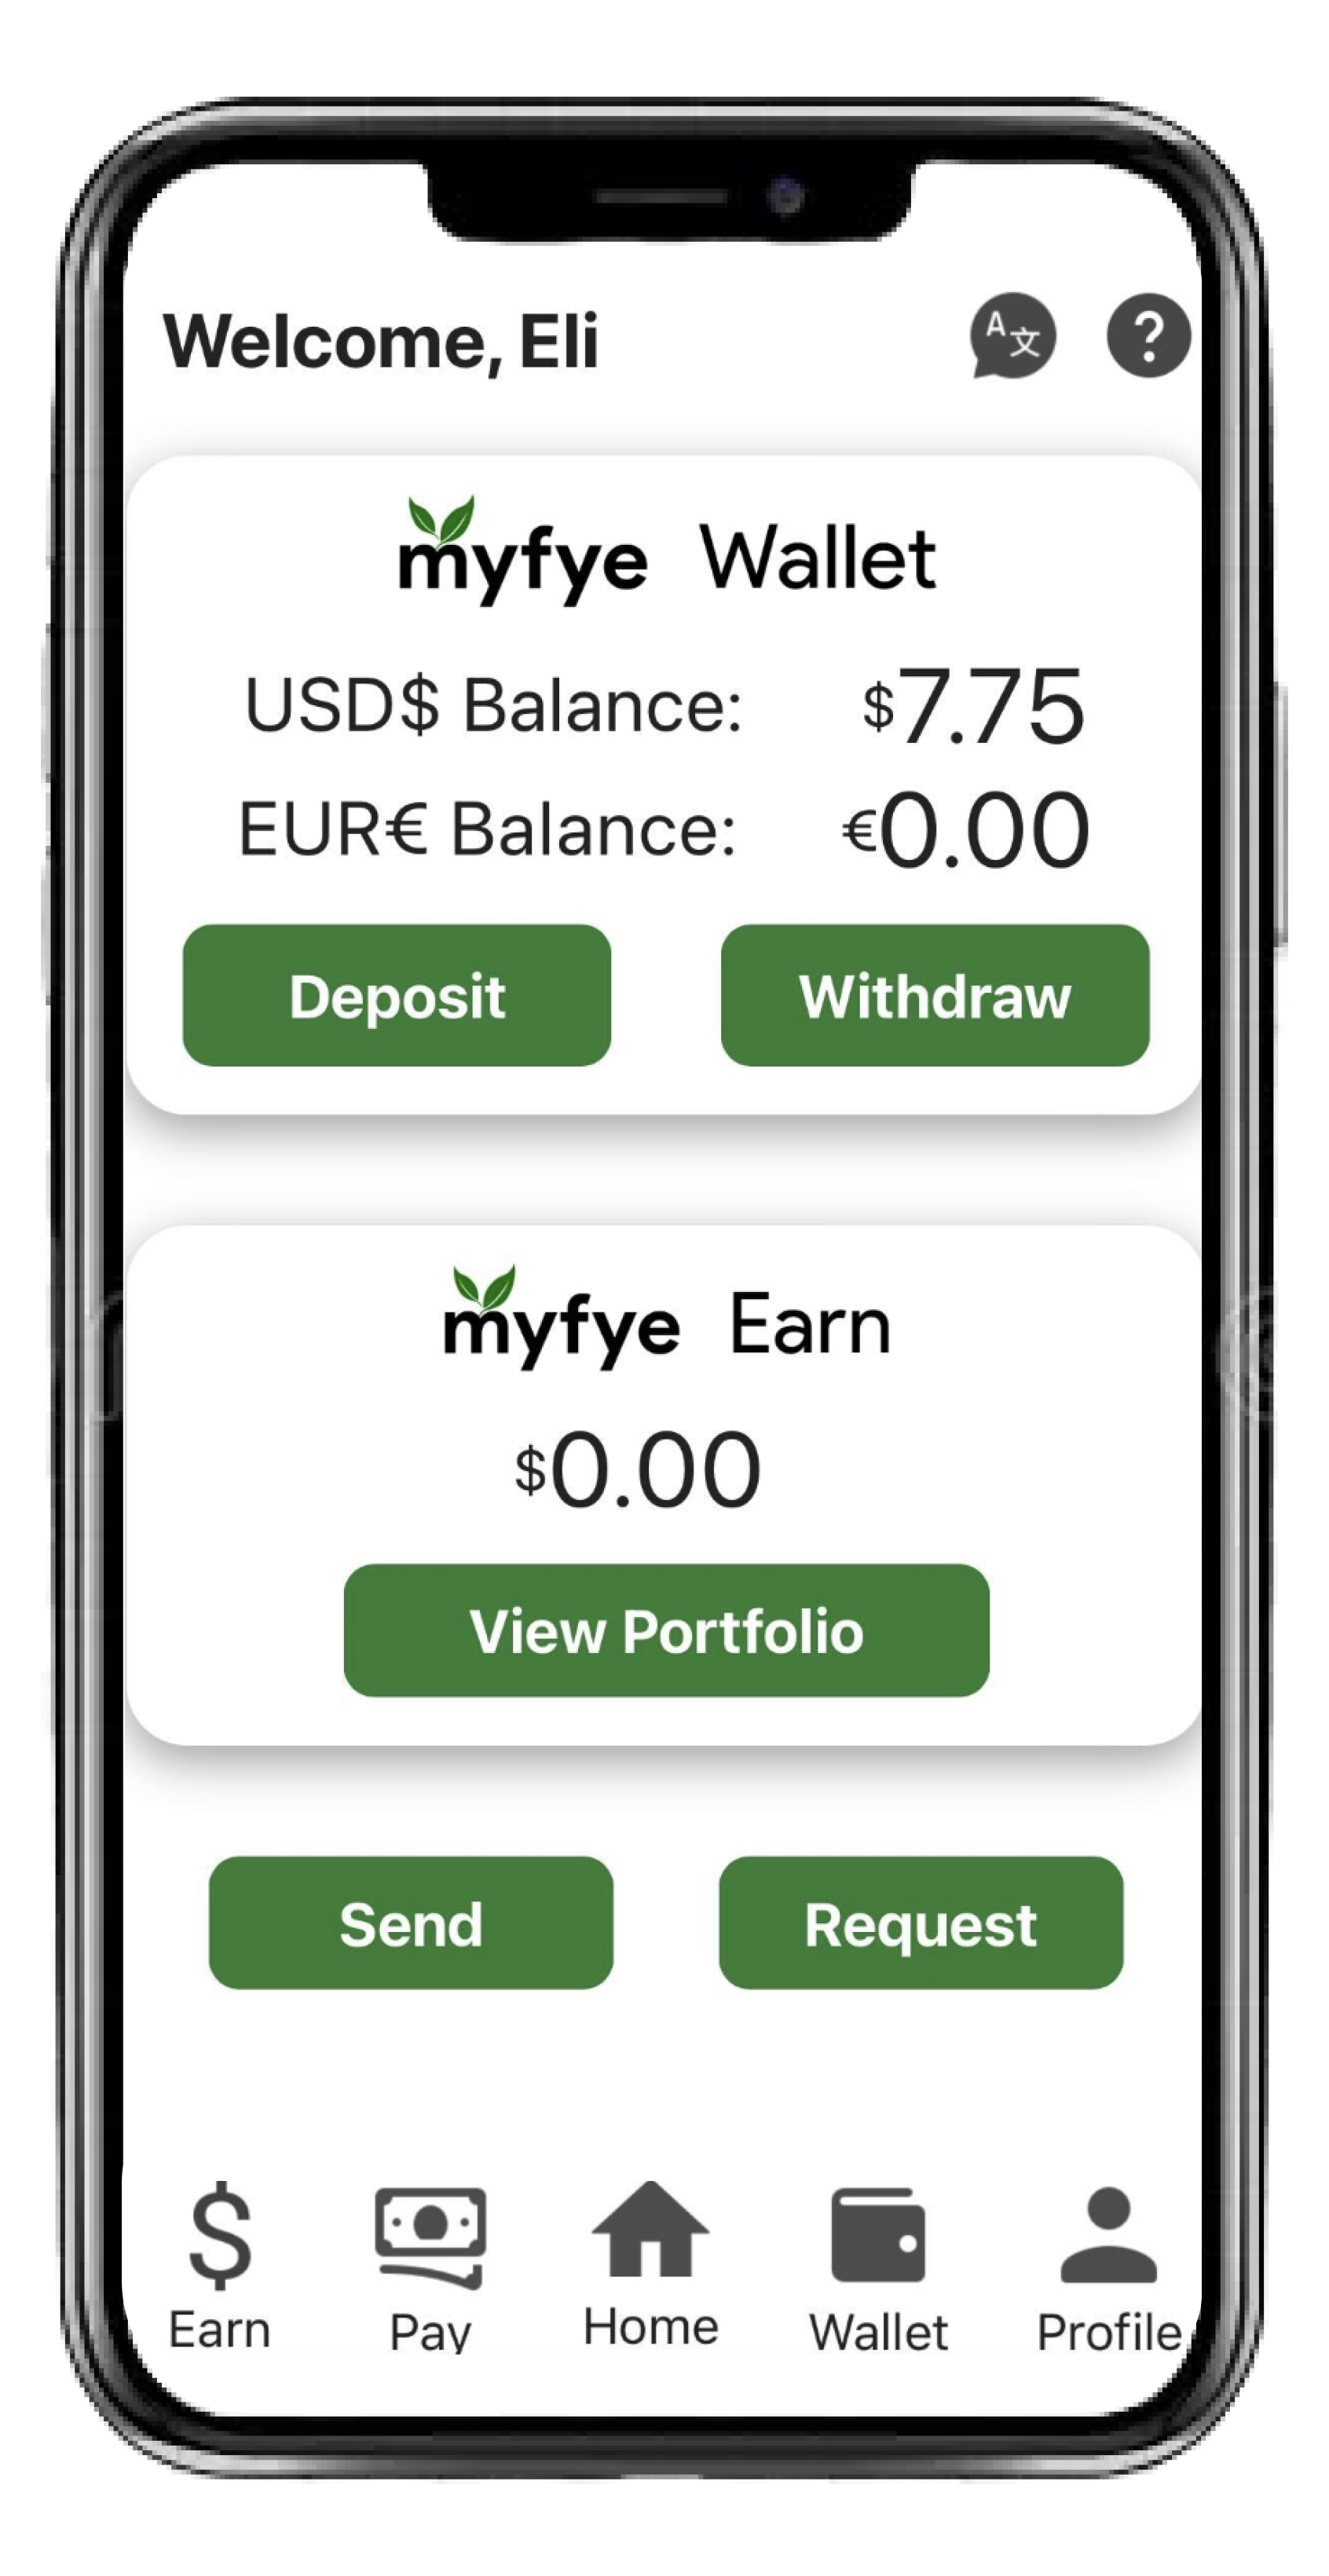 Welcome, Eli
A文
?
myfye Wallet
USD$ Balance: $7.75
EUR€ Balance: €0.00
Deposit Withdraw
myfye Earn
$0.00
View Portfolio
Send Request
$
Earn Pay Home Wallet Profile